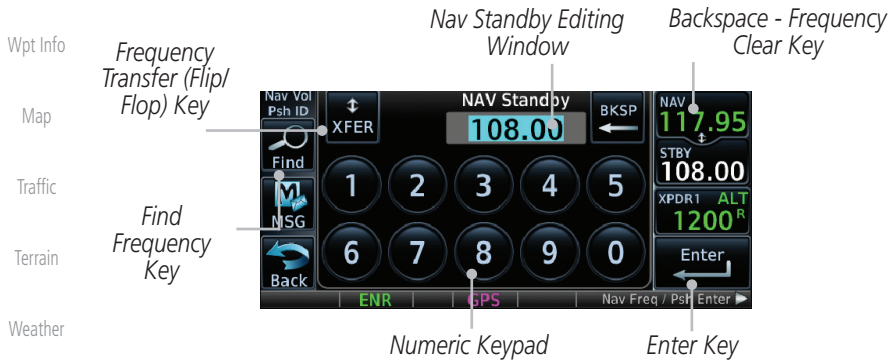 Wpt Info
Map
Traffic
Terrain
Weather
Frequency
Transfer (Flip/
Flop) Key
Nav Standby Editing
Window
Backspace - Frequency
Clear Key
Find
Frequency
Key
Nav Vol
Psh ID
XFER
NAV Standby
108.00
BKSP
NAV
117.95
STBY
108.00
XPDR1 ALT
1200 R
Find
MSG
Back
1 2 3 4 5
6 7 8 9 0
Enter
ENR
GPS
Nav Freq / Psh Enter
Numeric Keypad
Enter Key